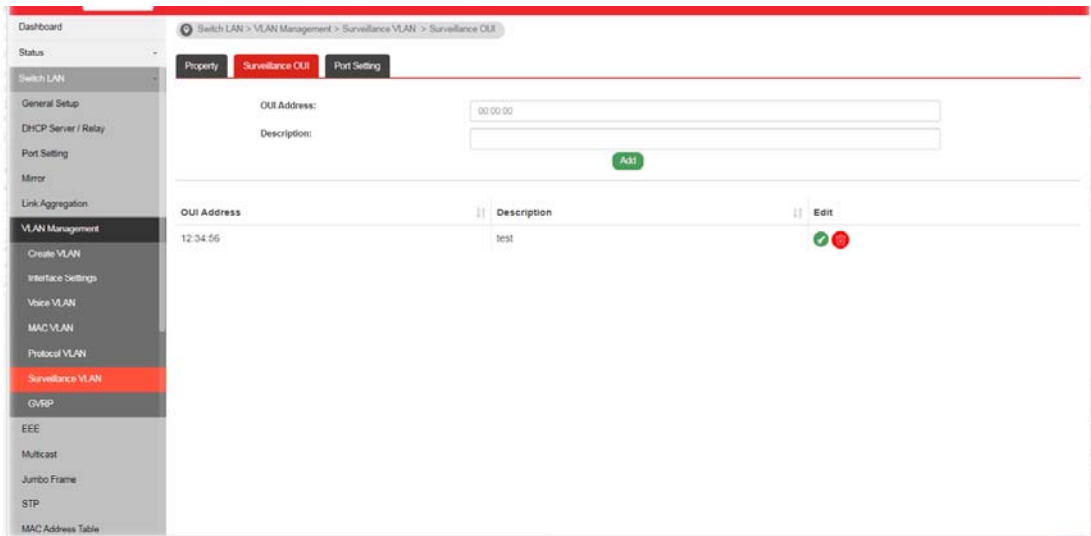 Dashboard
Status
Switch LAN
General Setup
DHCP Server / Relay
Port Setting
Mirror
Link Aggregation
VLAN Management
Create VLAN
Interface Settings
Voice VLAN
MAC VLAN
Protocol VLAN
Surveillance VLAN
GVRP
EEE
Multicast
Jumbo Frame
STP
MAC Address Table
Switch LAN > VLAN Management > Surveillance VLAN > Surveillance OUI
Property Surveillance OUI Port Setting
OUI Address: 00:00:00
Description:
Add
OUI Address Description Edit
12:34:56 test